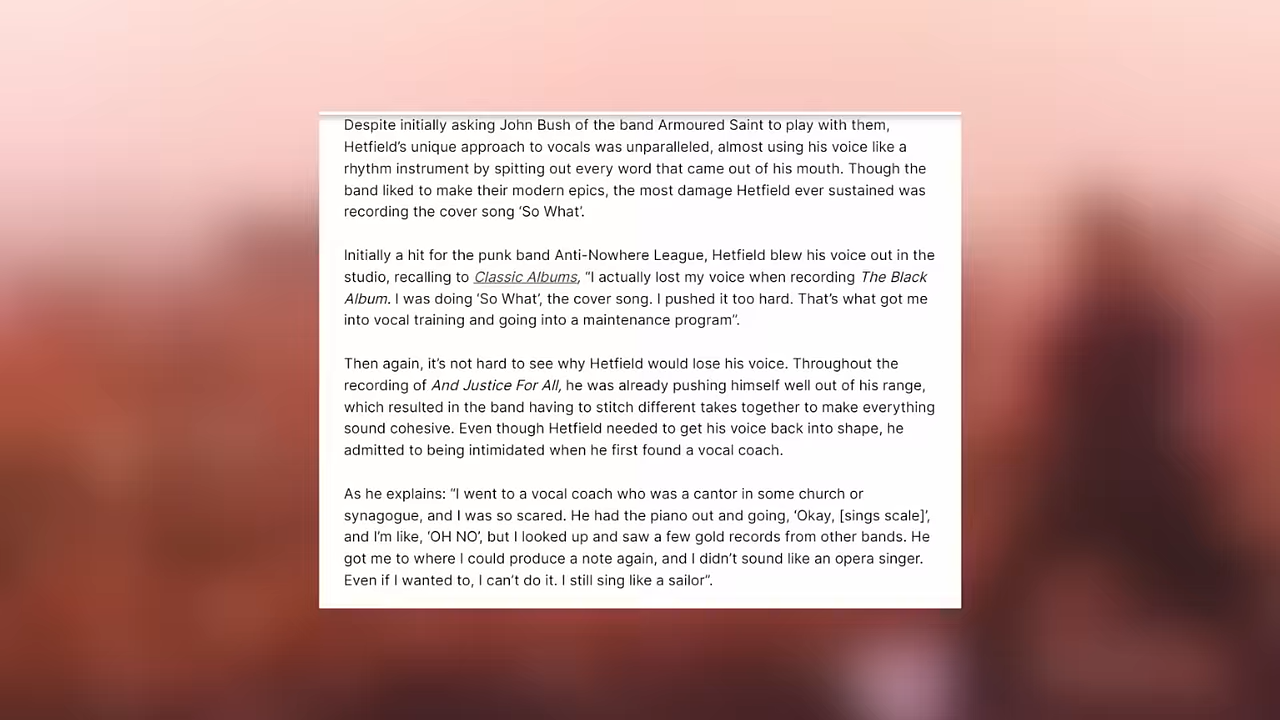 Despite initially asking John Bush of the band Armoured Saint to play with them,
Hetfield’s unique approach to vocals was unparalleled, almost using his voice like a
rhythm instrument by spitting out every word that came out of his mouth. Though the
band liked to make their modern epics, the most damage Hetfield ever sustained was
recording the cover song ‘So What’.
Initially a hit for the punk band Anti-Nowhere League, Hetfield blew his voice out in the
studio, recalling to Classic Albums, “I actually lost my voice when recording The Black
Album. I was doing ‘So What’, the cover song. I pushed it too hard. That’s what got me
into vocal training and going into a maintenance program”.
Then again, it’s not hard to see why Hetfield would lose his voice. Throughout the
recording of And Justice For All, he was already pushing himself well out of his range,
which resulted in the band having to stitch different takes together to make everything
sound cohesive. Even though Hetfield needed to get his voice back into shape, he
admitted to being intimidated when he first found a vocal coach.
As he explains: “I went to a vocal coach who was a cantor in some church or
synagogue, and I was so scared. He had the piano out and going, ‘Okay, [sings scale]’,
and I’m like, ‘OH NO’, but I looked up and saw a few gold records from other bands. He
got me to where I could produce a note again, and I didn’t sound like an opera singer.
Even if I wanted to, I can’t do it. I still sing like a sailor”.